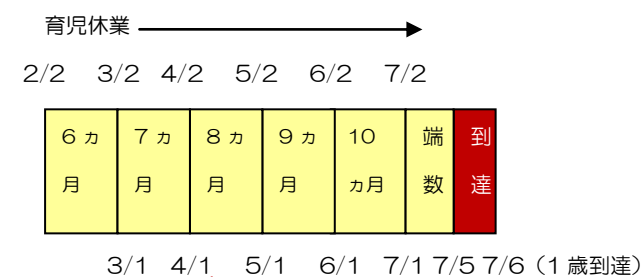 育児休業
2/2 3/2 4/2 5/2 6/2 7/2
6ヵ月 7ヵ月 8ヵ月 9ヵ月 10ヵ月 端数 到達
3/1 4/1 5/1 6/1 7/1 7/5 7/6(1歳到達)